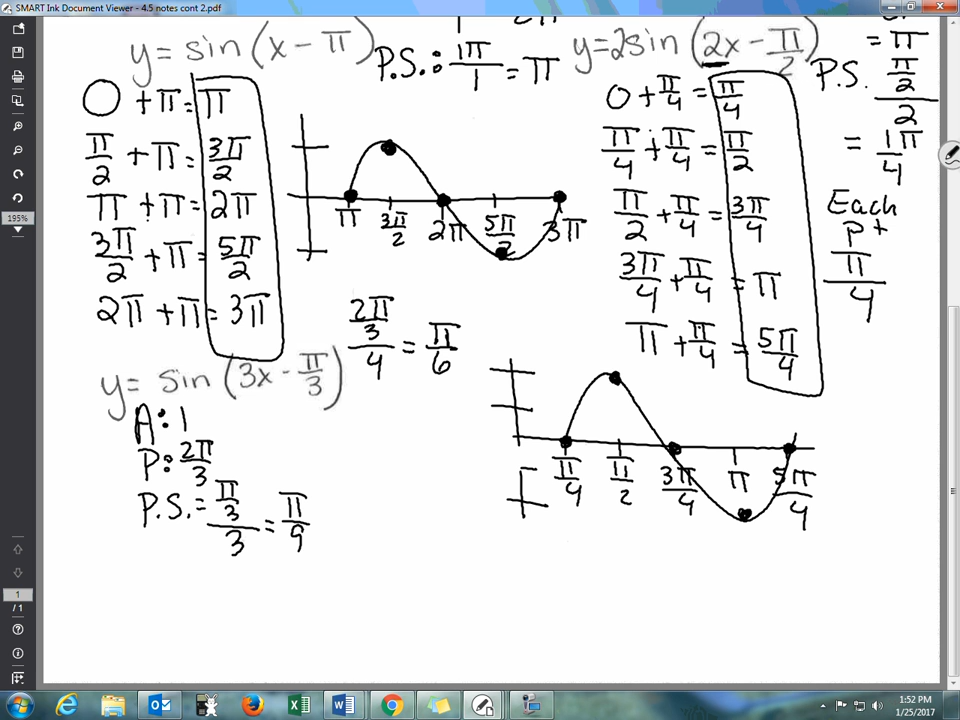 SMART Ink Document Viewer - 4.5 notes cont 2.pdf
y = sin (x - π)
P.S.: 1π/1 = π
0 + π = π
π/2 + π = 3π/2
π + π = 2π
3π/2 + π = 5π/2
2π + π = 3π
π 3π/2 2π 5π/2 3π
y=2sin (2x - π/2)
= π
P.S. π/2 / 2
= 1π/4
Each
pt
π/4
0 + π/4 = π/4
π/4 + π/4 = π/2
π/2 + π/4 = 3π/4
3π/4 + π/4 = π
π + π/4 = 5π/4
π/4 π/2 3π/4 π 5π/4
2π/3 / 4 = π/6
y = sin (3x - π/3)
A: 1
P: 2π/3
P.S. = π/3 / 3 = π/9
195%
1
/ 1
1:52 PM
1/25/2017